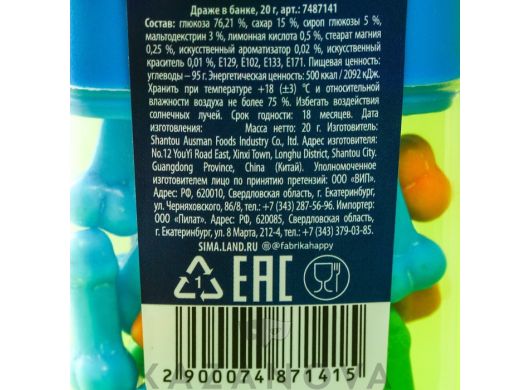 Драже в банке, 20 г, арт.: 7487141
Состав: глюкоза 76,21 %, сахар 15 %, сироп глюкозы 5 %,
мальтодекстрин 3 %, лимонная кислота 0,5 %, стеарат магния
0,25 %, искусственный ароматизатор 0,02 %, искусственный
краситель 0,01 %, E129, E102, E133, E171. Пищевая ценность:
углеводы – 95 г. Энергетическая ценность: 500 ккал / 2092 кДж.
Хранить при температуре +18 (±3) °С и относительной
влажности воздуха не более 75 %. Избегать воздействия
солнечных лучей. Срок годности: 18 месяцев. Дата
изготовления: Масса нетто: 20 г. Изготовитель:
Shantou Ausman Foods Industry Co., ltd. Адрес изготовителя:
No.12 YouYi Road East, Xinxi Town, Longhu District, Shantou City.
Guangdong Province, China (Китай). Уполномоченное
изготовителем лицо по принятию претензий: ООО «ВИП».
Адрес: РФ, 620010, Свердловская область, г. Екатеринбург,
ул. Черняховского, 86/8, тел.: +7 (343) 287-56-96. Импортер:
ООО «Пилат». Адрес: РФ, 620085, Свердловская область,
г. Екатеринбург, ул. 8 Марта, 212-4, тел.: +7 (343) 379-03-85.
SIMA.LAND.RU @fabrikahappy
1 EAC
2 900074 871415
KAZANOVA